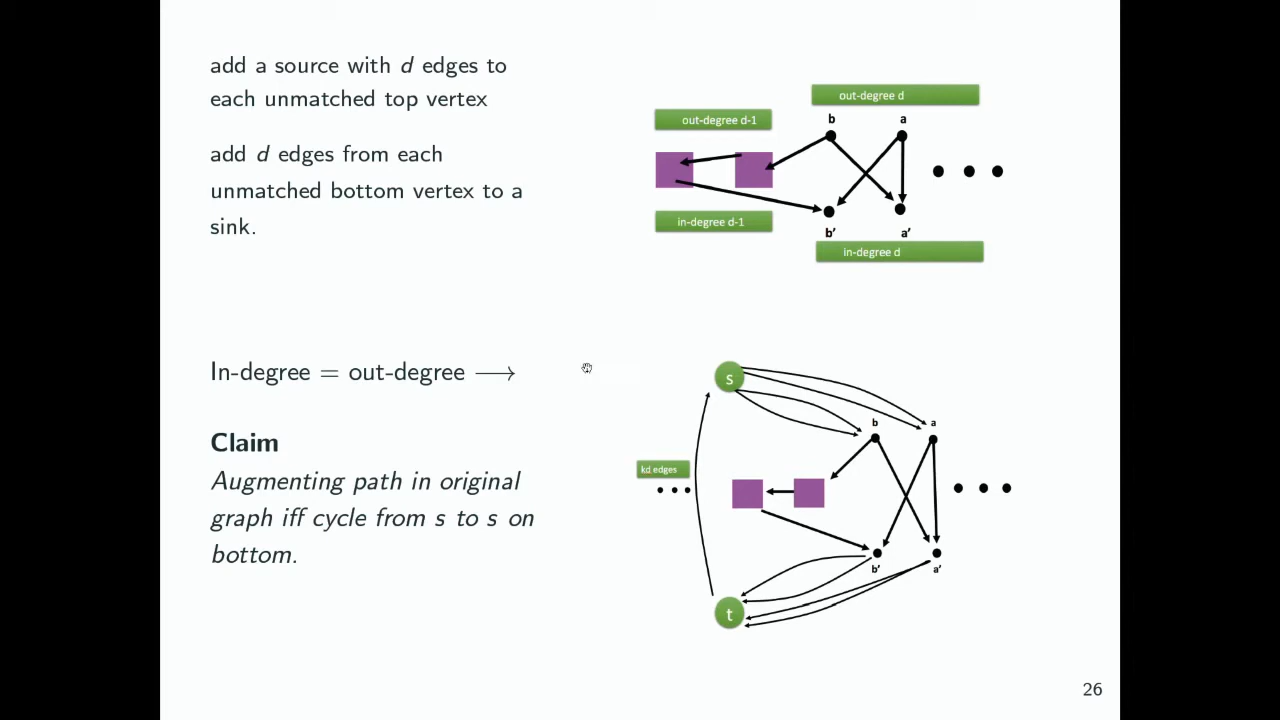 add a source with d edges to
each unmatched top vertex
add d edges from each
unmatched bottom vertex to a
sink.
out-degree d
out-degree d-1
b
a
in-degree d-1
b'
a'
in-degree d
In-degree = out-degree ⟶
Claim
Augmenting path in original
graph iff cycle from s to s on
bottom.
s
b
a
kd edges
b'
a'
t
26